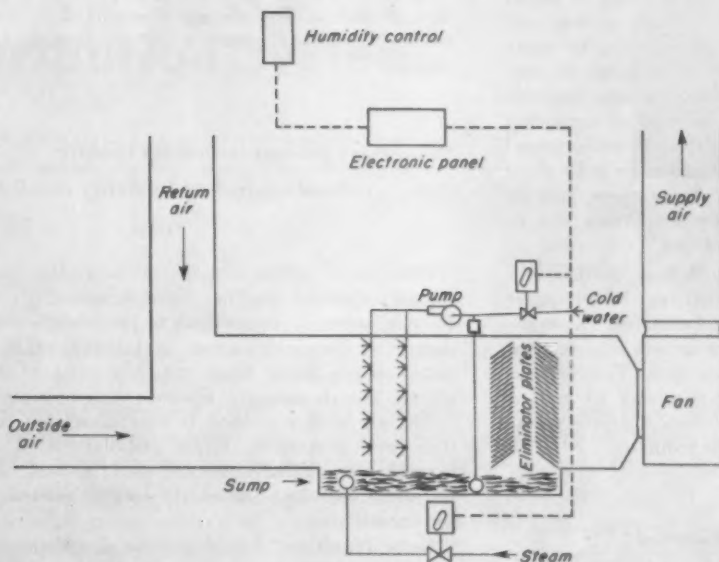 Humidity control
Electronic panel
Return
air
Supply
air
Pump
Cold
water
Eliminator plates
Fan
Outside
air
Sump
Steam